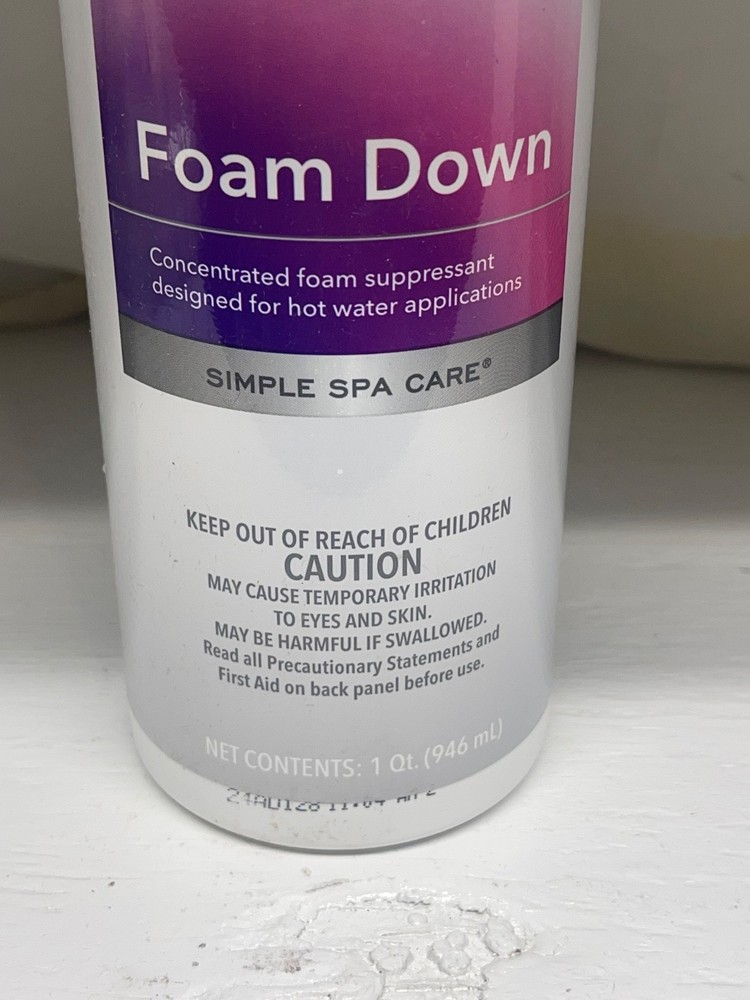 Foam Down
Concentrated foam suppressant
designed for hot water applications
SIMPLE SPA CARE®
KEEP OUT OF REACH OF CHILDREN
CAUTION
MAY CAUSE TEMPORARY IRRITATION
TO EYES AND SKIN.
MAY BE HARMFUL IF SWALLOWED.
Read all Precautionary Statements and
First Aid on back panel before use.
NET CONTENTS: 1 Qt. (946 mL)